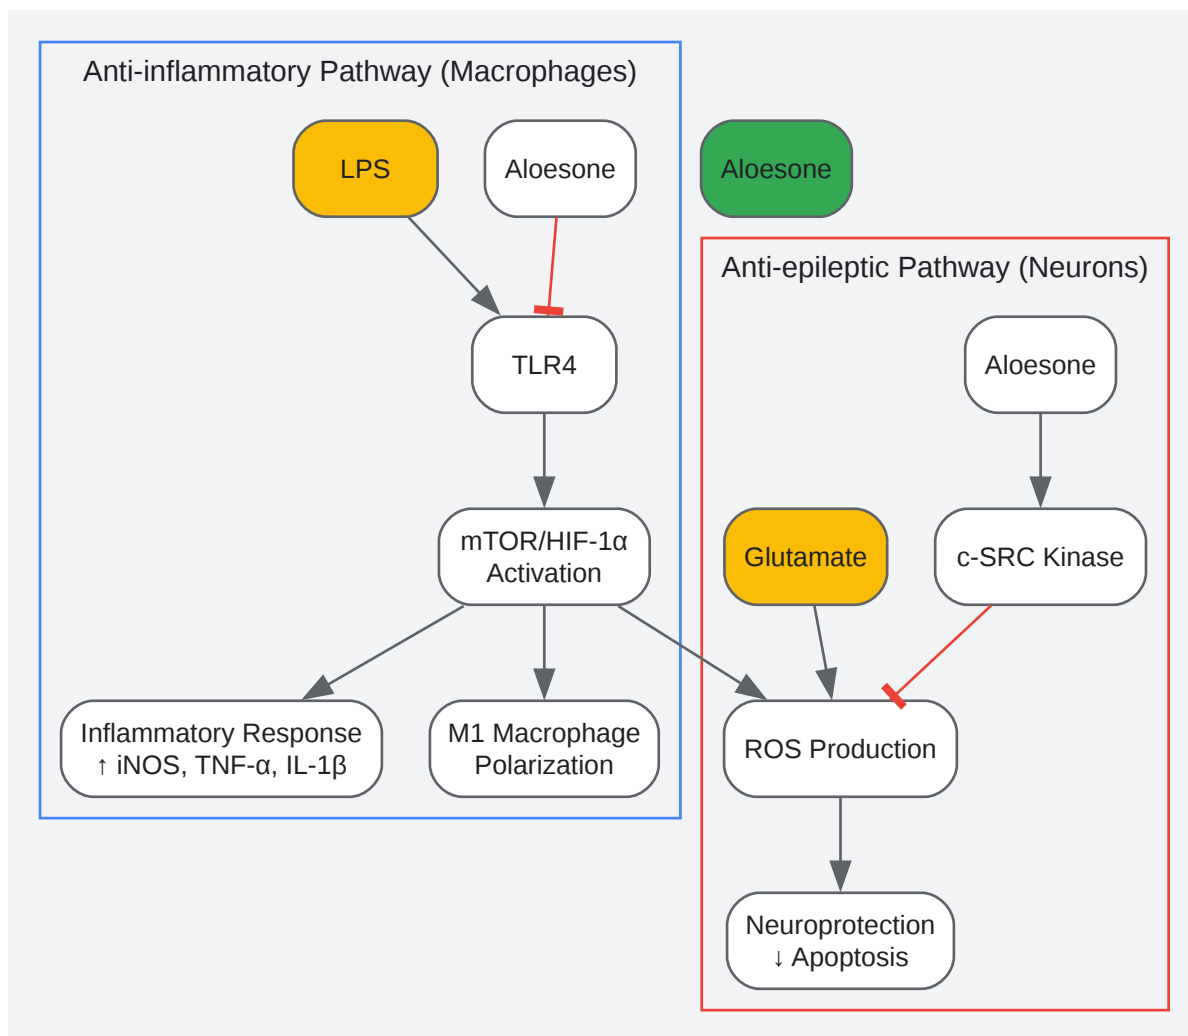 Anti-inflammatory Pathway (Macrophages)
LPS
Aloesone
Aloesone
TLR4
mTOR/HIF-1α
Activation
Inflammatory Response
↑ iNOS, TNF-α, IL-1β
M1 Macrophage
Polarization
Anti-epileptic Pathway (Neurons)
Aloesone
Glutamate
c-SRC Kinase
ROS Production
Neuroprotection
↓ Apoptosis